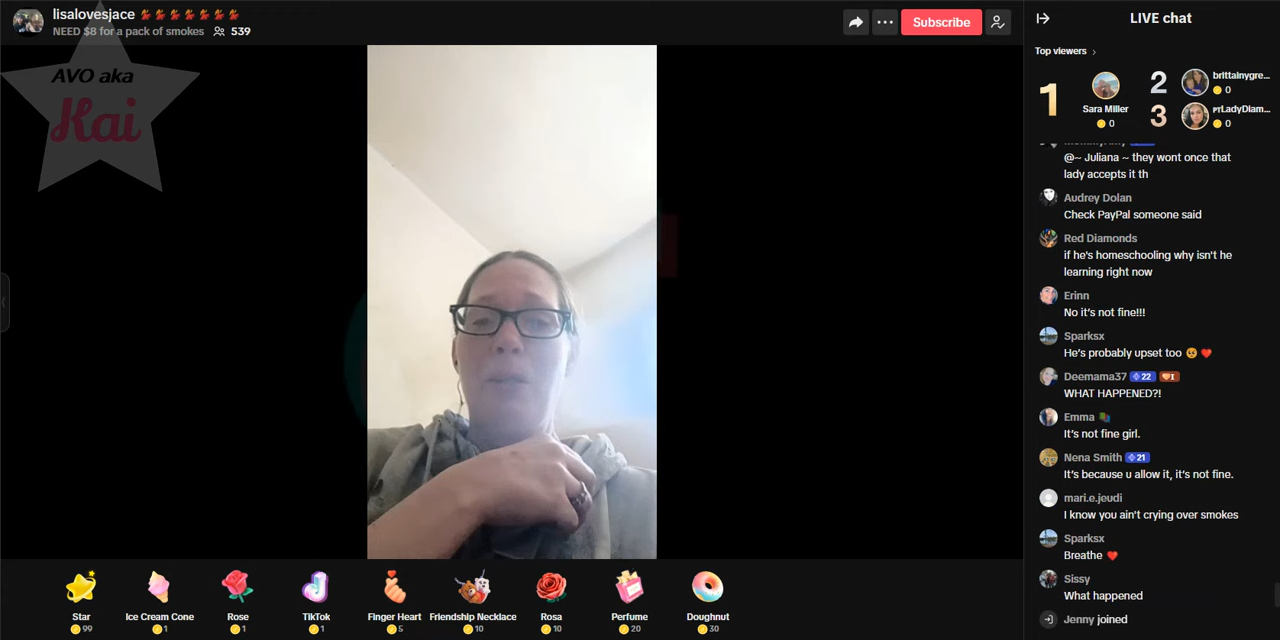 lisalovesjace
NEED $8 for a pack of smokes 539
Subscribe
AVO aka
Kai
LIVE chat
Top viewers
1
Sara Miller
0
2
brittainygre...
0
3
PTLadyDiam...
0
@~ Juliana ~ they wont once that
lady accepts it th
Audrey Dolan
Check PayPal someone said
Red Diamonds
if he's homeschooling why isn't he
learning right now
Erinn
No it's not fine!!!
Sparksx
He's probably upset too 🥺 ❤️
Deemama37 22 I
WHAT HAPPENED?!
Emma
It's not fine girl.
Nena Smith 21
It's because u allow it, it's not fine.
mari.e.jeudi
I know you ain't crying over smokes
Sparksx
Breathe ❤️
Sissy
What happened
Jenny joined
Star
99
Ice Cream Cone
1
Rose
1
TikTok
1
Finger Heart
5
Friendship Necklace
10
Rosa
10
Perfume
20
Doughnut
30